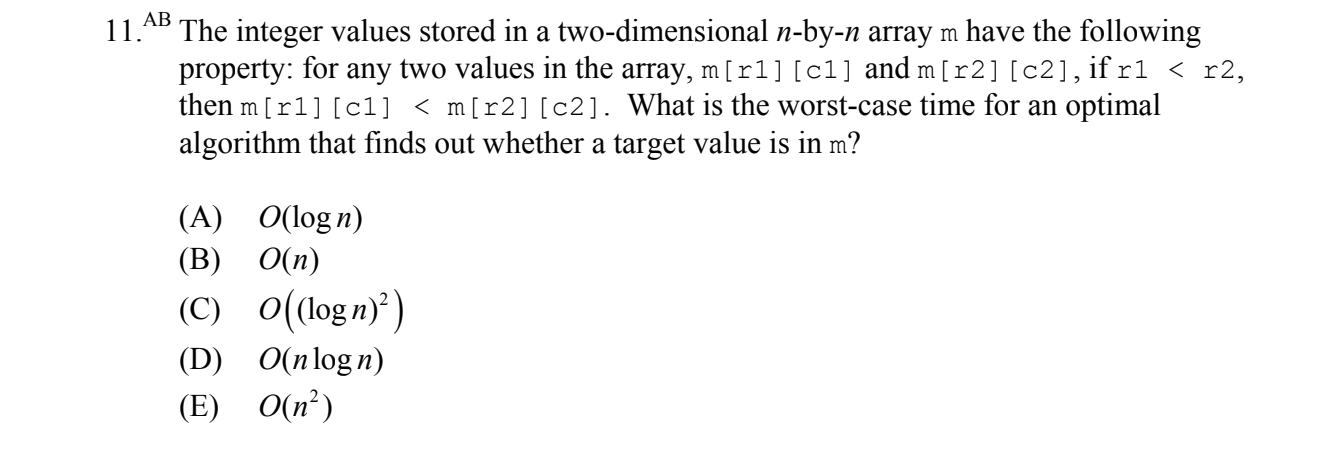 11.AB The integer values stored in a two-dimensional n-by-n array m have the following
property: for any two values in the array, m[r1][c1] and m[r2][c2], if r1 < r2,
then m[r1][c1] < m[r2][c2]. What is the worst-case time for an optimal
algorithm that finds out whether a target value is in m?
(A) O(log n)
(B) O(n)
(C) O((log n)²)
(D) O(n log n)
(E) O(n²)